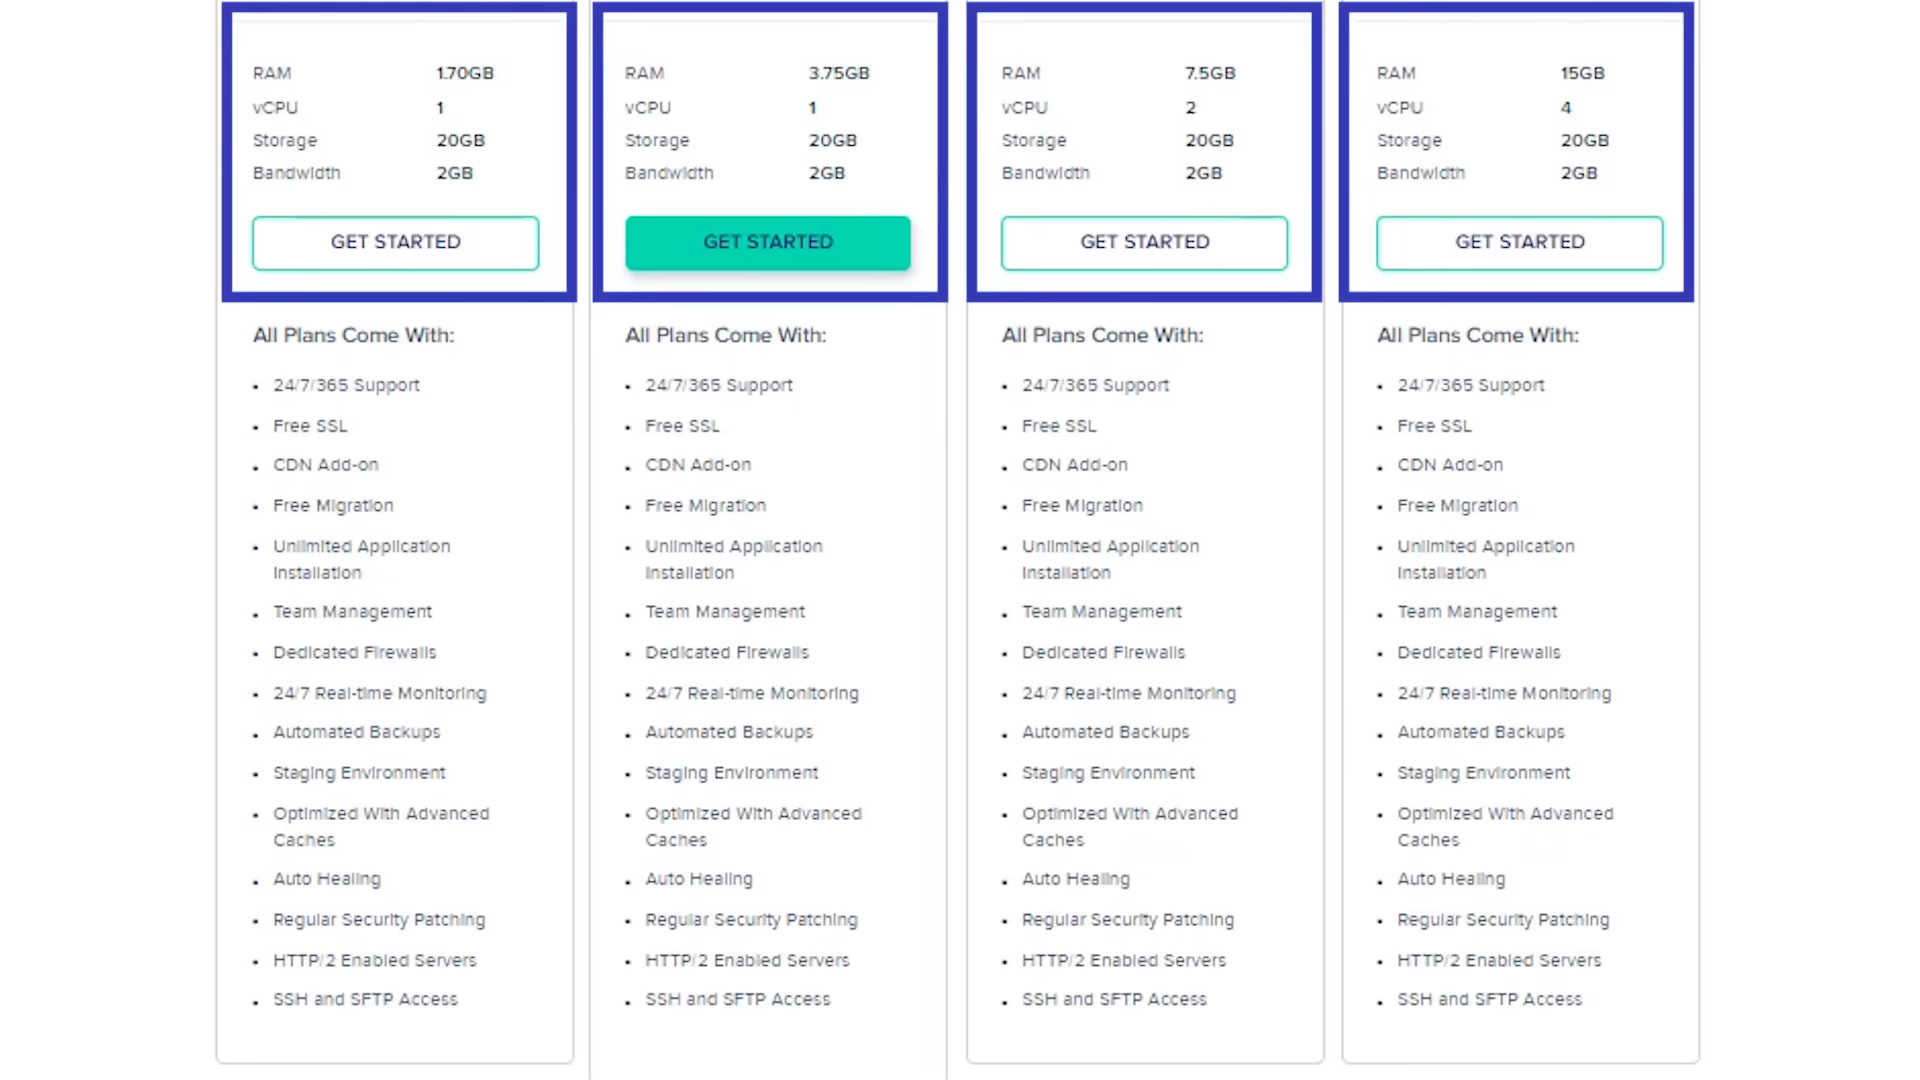 RAM 1.70GB
vCPU 1
Storage 20GB
Bandwidth 2GB
GET STARTED
All Plans Come With:
• 24/7/365 Support
• Free SSL
• CDN Add-on
• Free Migration
• Unlimited Application
Installation
• Team Management
• Dedicated Firewalls
• 24/7 Real-time Monitoring
• Automated Backups
• Staging Environment
• Optimized With Advanced
Caches
• Auto Healing
• Regular Security Patching
• HTTP/2 Enabled Servers
• SSH and SFTP Access
RAM 3.75GB
vCPU 1
Storage 20GB
Bandwidth 2GB
GET STARTED
All Plans Come With:
• 24/7/365 Support
• Free SSL
• CDN Add-on
• Free Migration
• Unlimited Application
Installation
• Team Management
• Dedicated Firewalls
• 24/7 Real-time Monitoring
• Automated Backups
• Staging Environment
• Optimized With Advanced
Caches
• Auto Healing
• Regular Security Patching
• HTTP/2 Enabled Servers
• SSH and SFTP Access
RAM 7.5GB
vCPU 2
Storage 20GB
Bandwidth 2GB
GET STARTED
All Plans Come With:
• 24/7/365 Support
• Free SSL
• CDN Add-on
• Free Migration
• Unlimited Application
Installation
• Team Management
• Dedicated Firewalls
• 24/7 Real-time Monitoring
• Automated Backups
• Staging Environment
• Optimized With Advanced
Caches
• Auto Healing
• Regular Security Patching
• HTTP/2 Enabled Servers
• SSH and SFTP Access
RAM 15GB
vCPU 4
Storage 20GB
Bandwidth 2GB
GET STARTED
All Plans Come With:
• 24/7/365 Support
• Free SSL
• CDN Add-on
• Free Migration
• Unlimited Application
Installation
• Team Management
• Dedicated Firewalls
• 24/7 Real-time Monitoring
• Automated Backups
• Staging Environment
• Optimized With Advanced
Caches
• Auto Healing
• Regular Security Patching
• HTTP/2 Enabled Servers
• SSH and SFTP Access